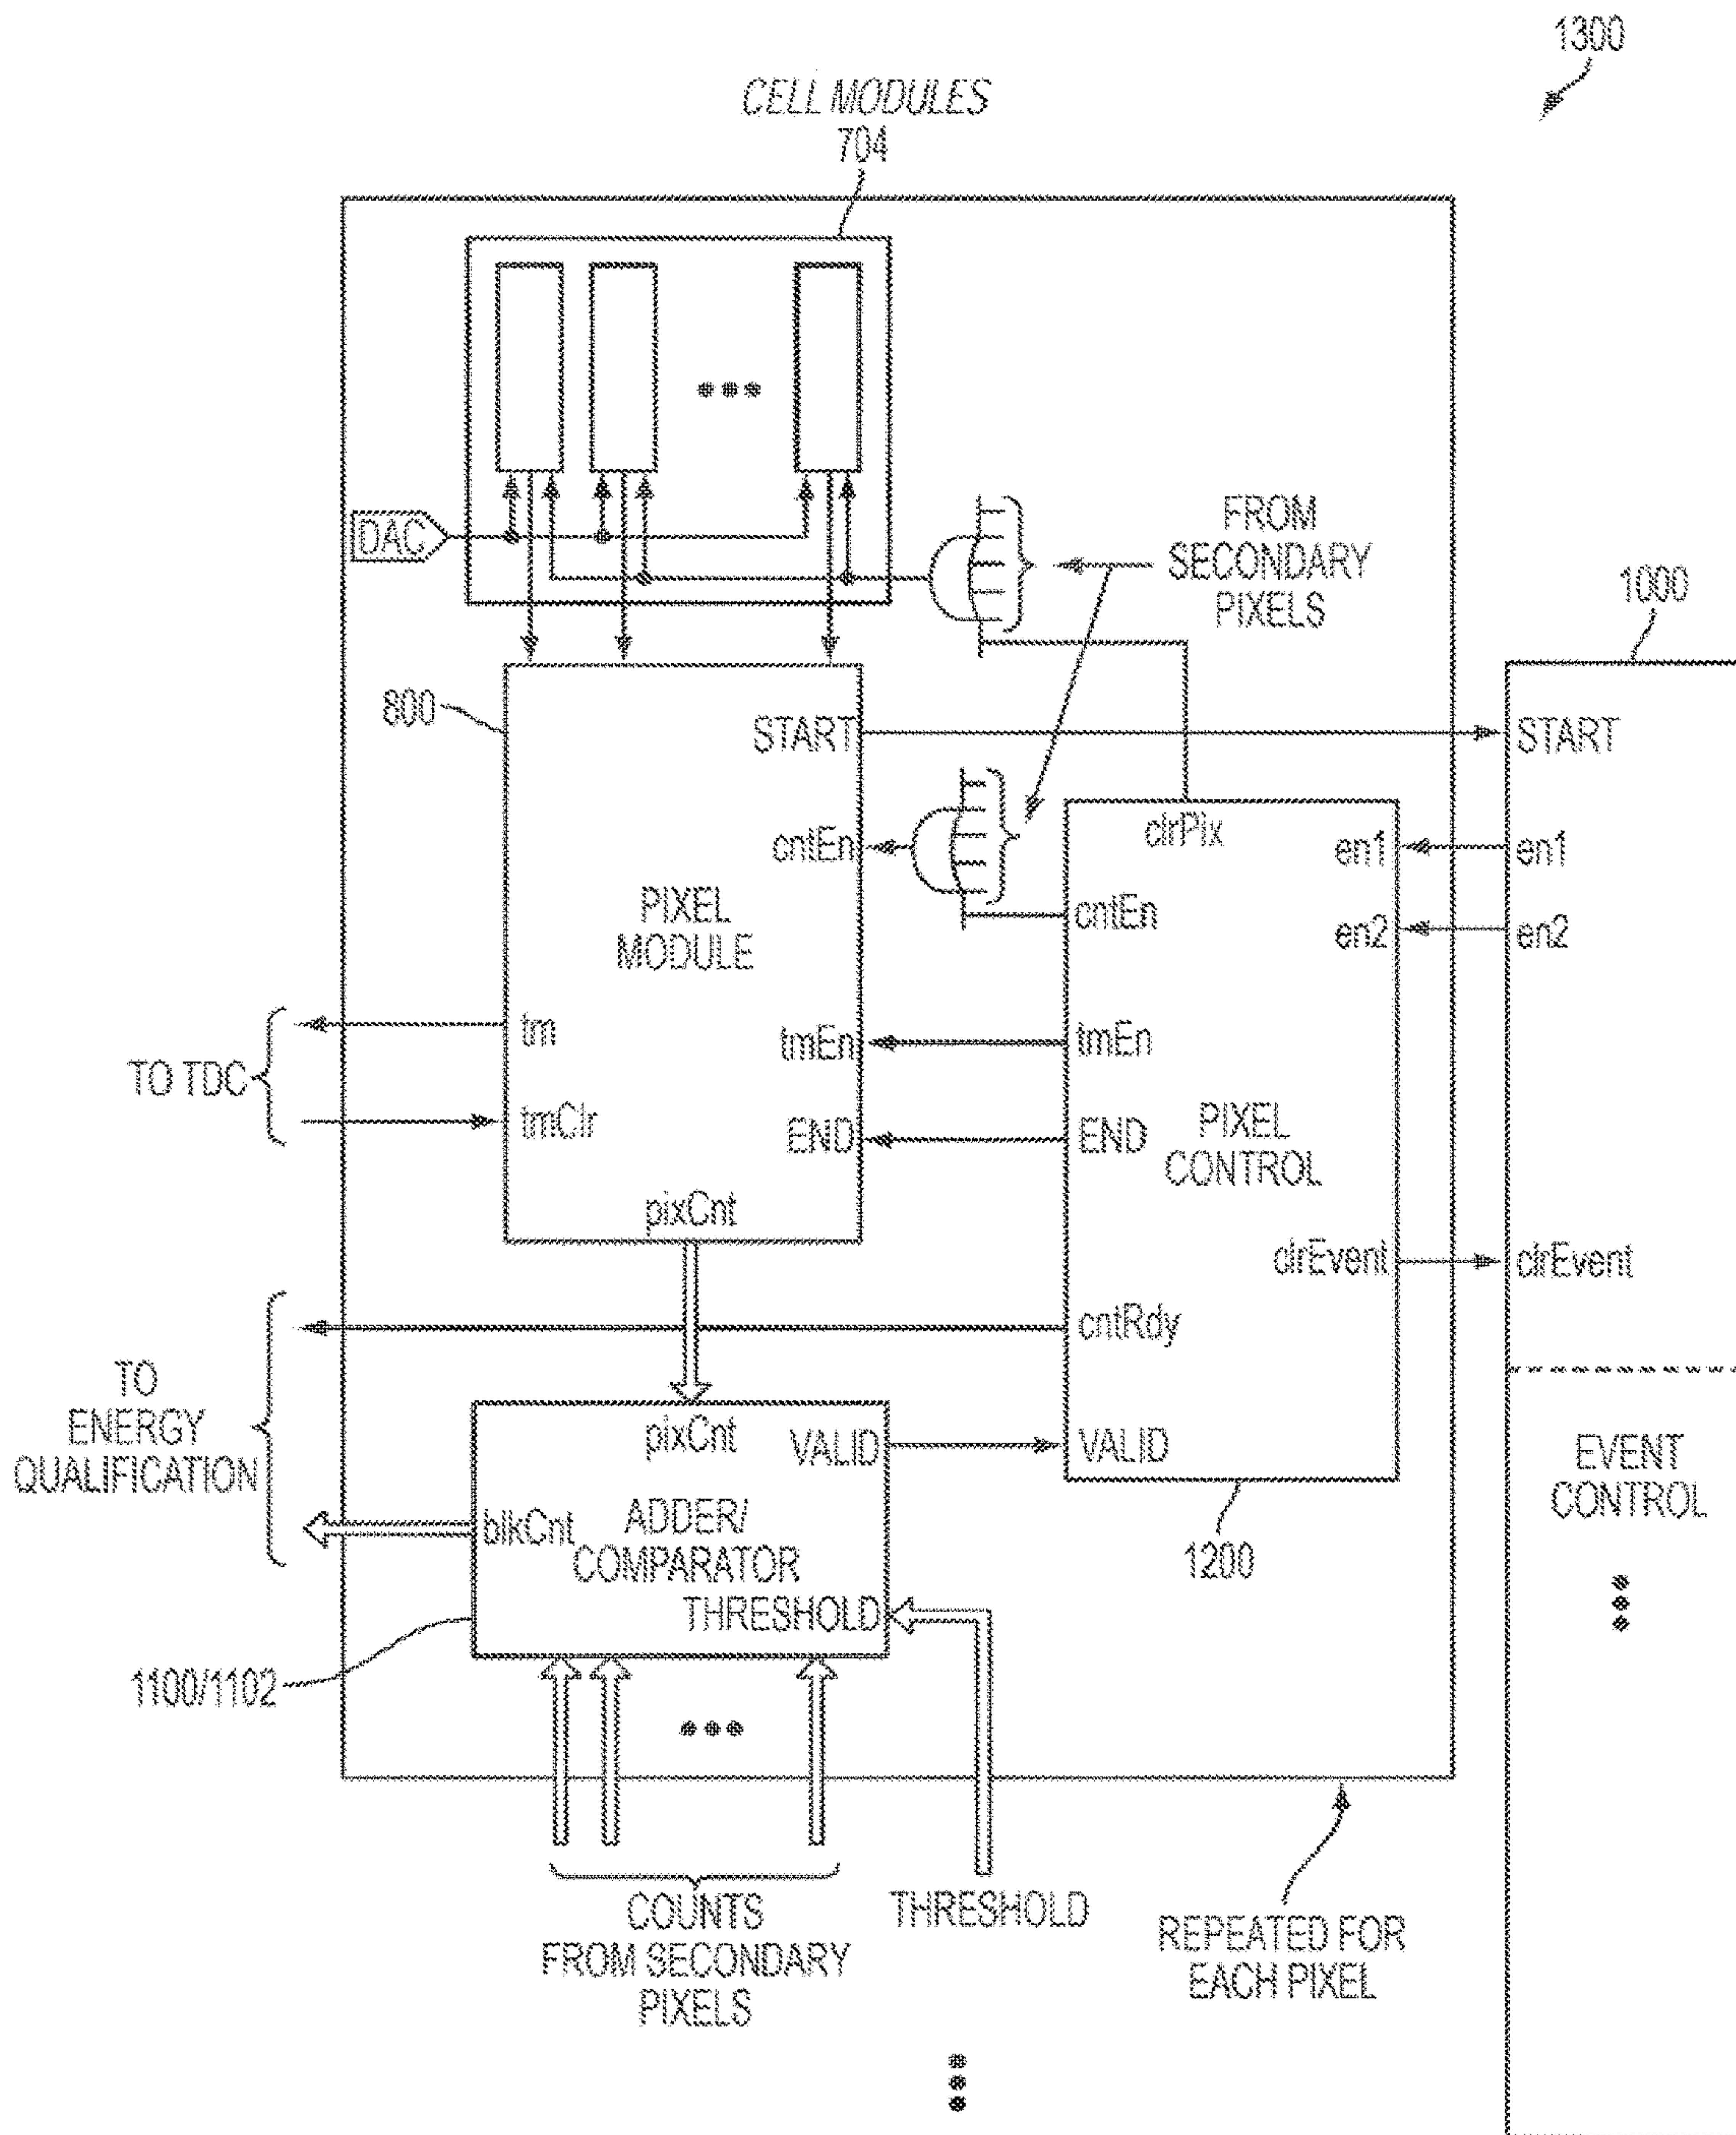 1300
CELL MODULES
704
DAC
FROM
SECONDARY
PIXELS
1000
800
START
START
cntEn
clrPix
en1
en1
cntEn
en2
en2
PIXEL
MODULE
tm
tmEn
tmEn
TO TDC
tmClr
END
END
PIXEL
CONTROL
pixCnt
clrEvent
clrEvent
cntRdy
TO
ENERGY
QUALIFICATION
pixCnt
VALID
VALID
EVENT
CONTROL
blkCnt
ADDER/
COMPARATOR
THRESHOLD
1200
1100/1102
COUNTS
FROM SECONDARY
PIXELS
THRESHOLD
REPEATED FOR
EACH PIXEL